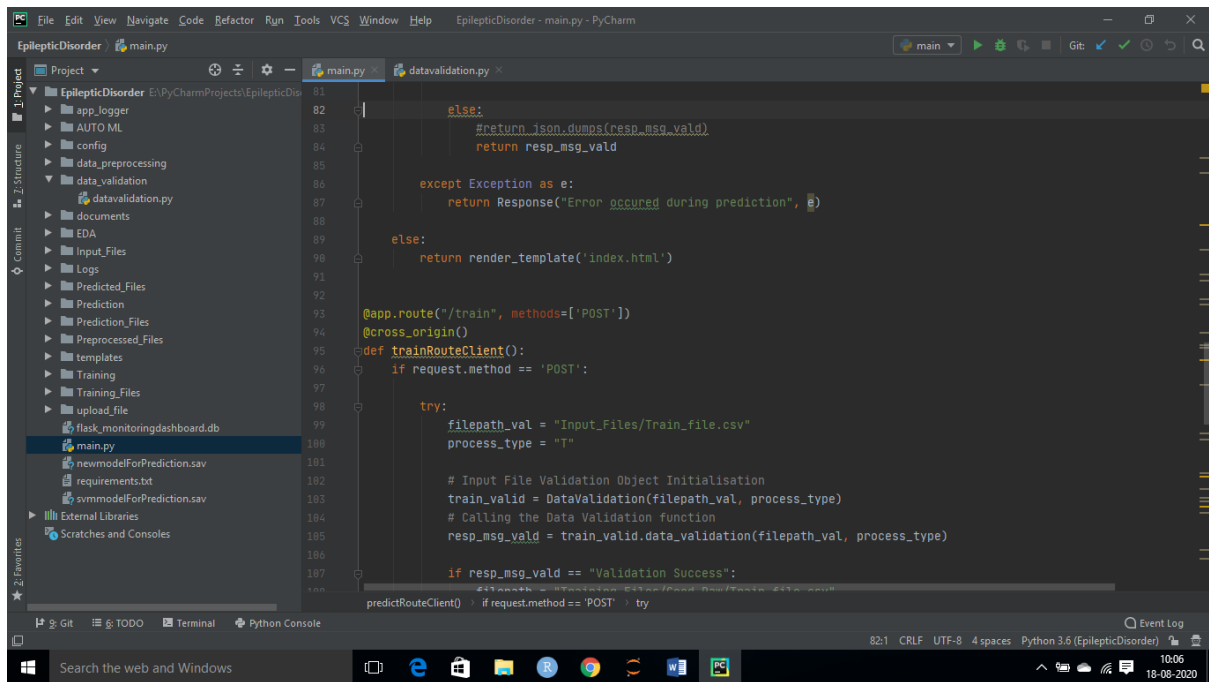 File Edit View Navigate Code Refactor Run Tools VCS Window Help EpilepticDisorder - main.py - PyCharm
EpilepticDisorder main.py main Git:
Project main.py datavalidation.py
1: Project
7: Structure
Commit
2: Favorites
EpilepticDisorder E:\PyCharmProjects\EpilepticDis
app_logger
AUTO ML
config
data_preprocessing
data_validation
datavalidation.py
documents
EDA
Input_Files
Logs
Predicted_Files
Prediction
Prediction_Files
Preprocessed_Files
templates
Training
Training_Files
upload_file
flask_monitoringdashboard.db
main.py
newmodelForPrediction.sav
requirements.txt
svmmodelForPrediction.sav
External Libraries
Scratches and Consoles
81
82 else:
83 #return json.dumps(resp_msg_vald)
84 return resp_msg_vald
85
86 except Exception as e:
87 return Response("Error occured during prediction", e)
88
89 else:
90 return render_template('index.html')
91
92
93 @app.route("/train", methods=['POST'])
94 @cross_origin()
95 def trainRouteClient():
96 if request.method == 'POST':
97
98 try:
99 filepath_val = "Input_Files/Train_file.csv"
100 process_type = "T"
101
102 # Input File Validation Object Initialisation
103 train_valid = DataValidation(filepath_val, process_type)
104 # Calling the Data Validation function
105 resp_msg_vald = train_valid.data_validation(filepath_val, process_type)
106
107 if resp_msg_vald == "Validation Success":
predictRouteClient() if request.method == 'POST' try
9: Git 6: TODO Terminal Python Console Event Log
82:1 CRLF UTF-8 4 spaces Python 3.6 (EpilepticDisorder)
Search the web and Windows
10:06
18-08-2020